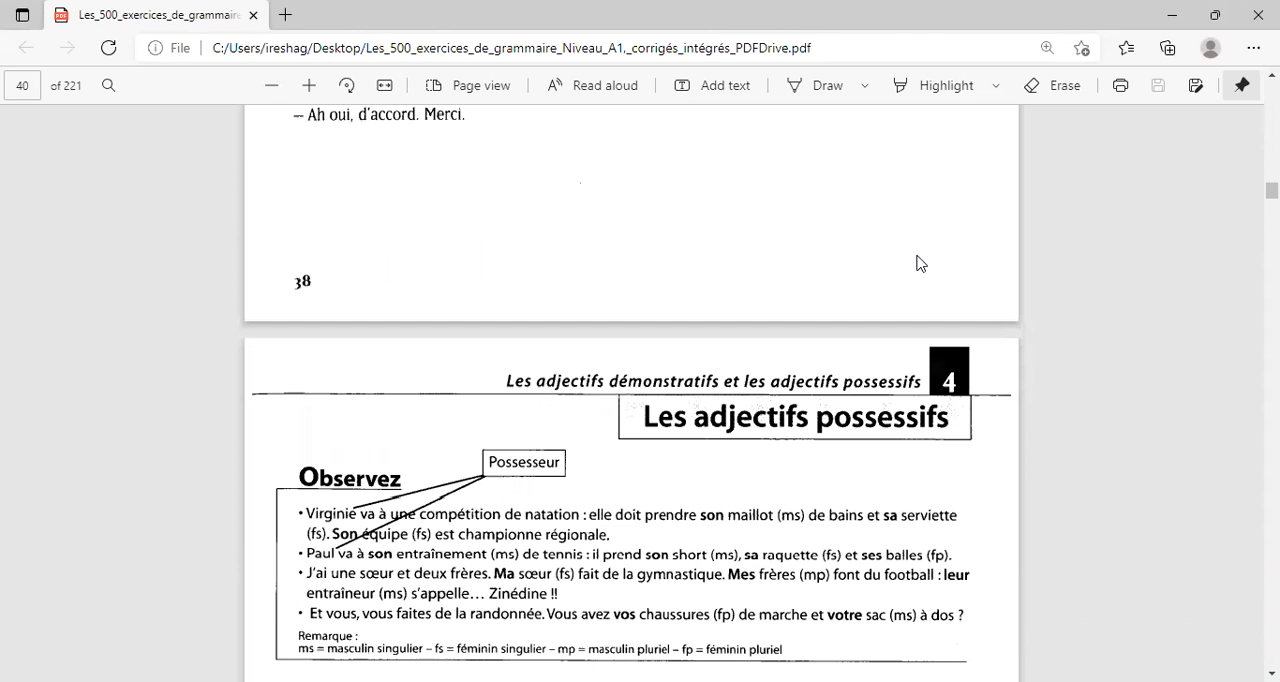 Les_500_exercices_de_grammaire
File C:/Users/ireshag/Desktop/Les_500_exercices_de_grammaire_Niveau_A1,_corrigés_intégrés_PDFDrive.pdf
40 of 221 Page view Read aloud Add text Draw Highlight Erase
– Ah oui, d'accord. Merci.
38
Les adjectifs démonstratifs et les adjectifs possessifs 4
Les adjectifs possessifs
Possesseur
Observez
• Virginie va à une compétition de natation : elle doit prendre son maillot (ms) de bains et sa serviette
(fs). Son équipe (fs) est championne régionale.
• Paul va à son entraînement (ms) de tennis : il prend son short (ms), sa raquette (fs) et ses balles (fp).
• J'ai une sœur et deux frères. Ma sœur (fs) fait de la gymnastique. Mes frères (mp) font du football : leur
entraîneur (ms) s'appelle... Zinédine !!
• Et vous, vous faites de la randonnée. Vous avez vos chaussures (fp) de marche et votre sac (ms) à dos ?
Remarque :
ms = masculin singulier – fs = féminin singulier – mp = masculin pluriel – fp = féminin pluriel